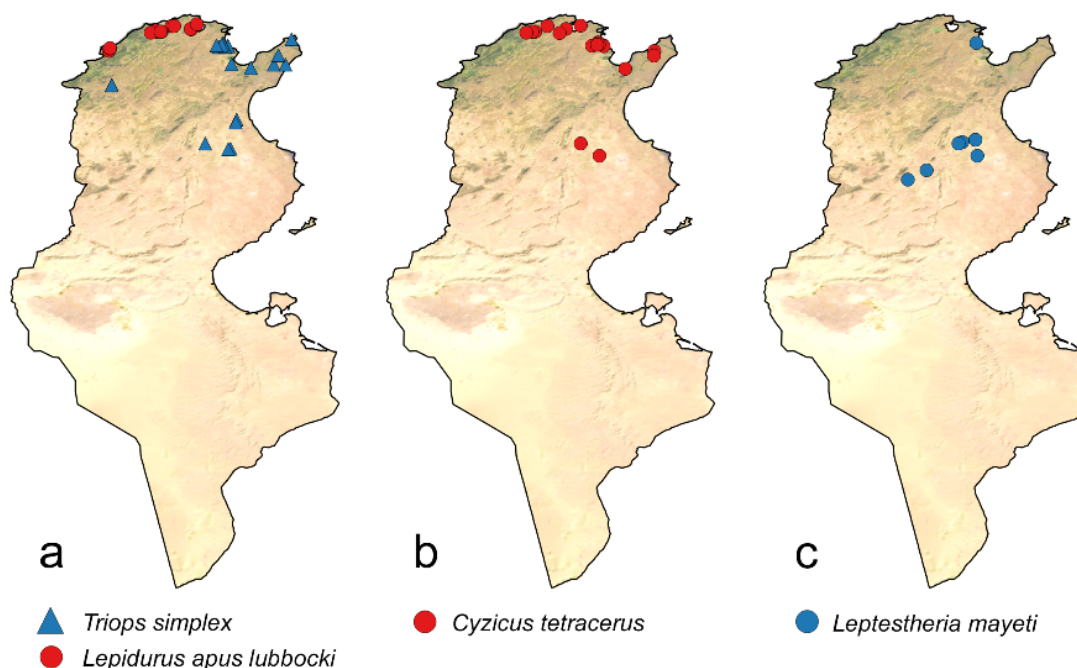 a
b
c
Triops simplex
Cyzicus tetracerus
Leptestheria mayeti
Lepidurus apus lubbocki